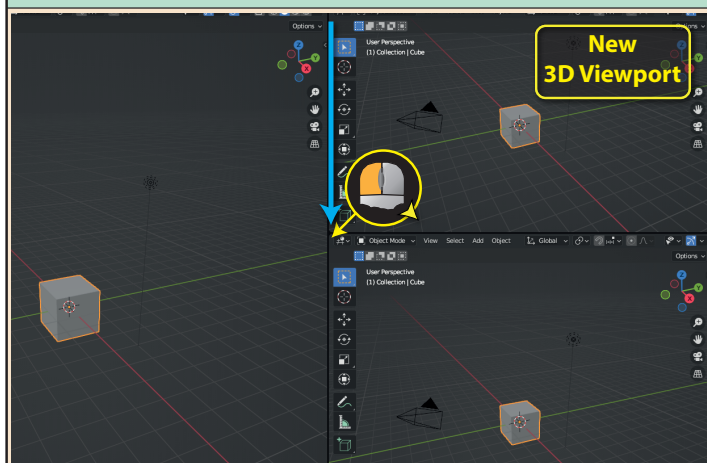 Options
Z
Y
X
User Perspective
(1) Collection | Cube
Options
New
3D Viewport
Object Mode
View
Select
Add
Object
Global
Options
User Perspective
(1) Collection | Cube
Z
Y
X